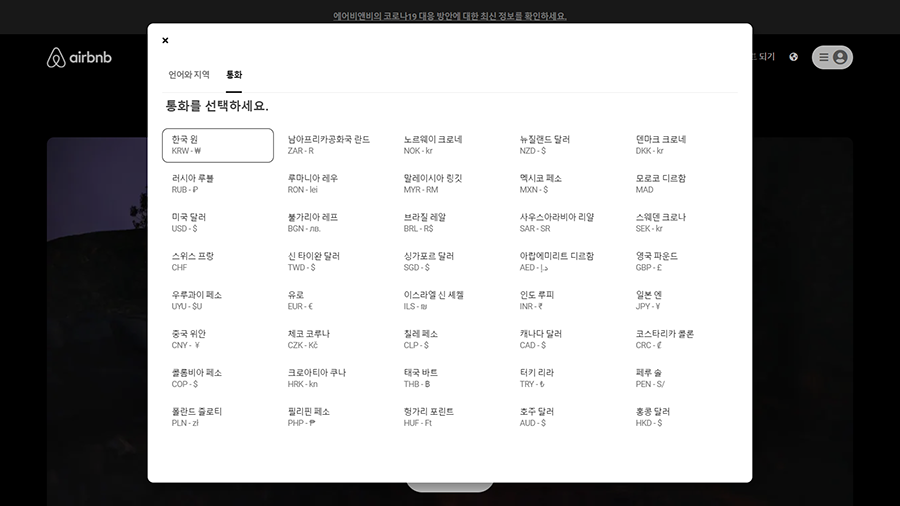 에어비앤비의 코로나19 대응 방안에 대한 최신 정보를 확인하세요.
airbnb
트 되기
언어와 지역
통화
통화를 선택하세요.
한국 원
KRW - ₩
남아프리카공화국 란드
ZAR - R
노르웨이 크로네
NOK - kr
뉴질랜드 달러
NZD - $
덴마크 크로네
DKK - kr
러시아 루블
RUB - ₽
루마니아 레우
RON - lei
말레이시아 링깃
MYR - RM
멕시코 페소
MXN - $
모로코 디르함
MAD
미국 달러
USD - $
불가리아 레프
BGN - лв.
브라질 레알
BRL - R$
사우스아라비아 리얄
SAR - SR
스웨덴 크로나
SEK - kr
스위스 프랑
CHF
신 타이완 달러
TWD - $
싱가포르 달러
SGD - $
아랍에미리트 디르함
AED - د.إ
영국 파운드
GBP - £
우루과이 페소
UYU - $U
유로
EUR - €
이스라엘 신 셰켈
ILS - ₪
인도 루피
INR - ₹
일본 엔
JPY - ¥
중국 위안
CNY - ¥
체코 코루나
CZK - Kč
칠레 페소
CLP - $
캐나다 달러
CAD - $
코스타리카 콜론
CRC - ₡
콜롬비아 페소
COP - $
크로아티아 쿠나
HRK - kn
태국 바트
THB - ฿
터키 리라
TRY - ₺
페루 솔
PEN - S/
폴란드 즐로티
PLN - zł
필리핀 페소
PHP - ₱
헝가리 포린트
HUF - Ft
호주 달러
AUD - $
홍콩 달러
HKD - $